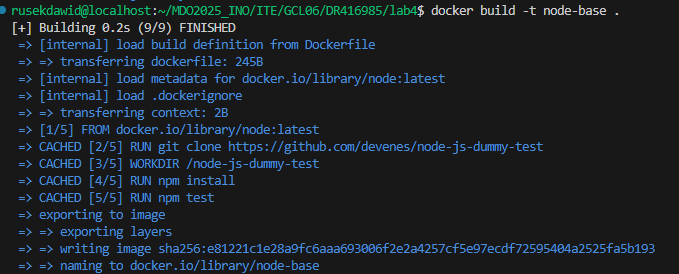 rusekdawid@localhost:~/MDO2025_INO/ITE/GCL06/DR416985/lab4$ docker build -t node-base .
[+] Building 0.2s (9/9) FINISHED
=> [internal] load build definition from Dockerfile
=> => transferring dockerfile: 245B
=> [internal] load metadata for docker.io/library/node:latest
=> [internal] load .dockerignore
=> => transferring context: 2B
=> [1/5] FROM docker.io/library/node:latest
=> CACHED [2/5] RUN git clone https://github.com/devenes/node-js-dummy-test
=> CACHED [3/5] WORKDIR /node-js-dummy-test
=> CACHED [4/5] RUN npm install
=> CACHED [5/5] RUN npm test
=> exporting to image
=> => exporting layers
=> => writing image sha256:e81221c1e28a9fc6aaa693006f2e2a4257cf5e97ecdf72595404a2525fa5b193
=> => naming to docker.io/library/node-base